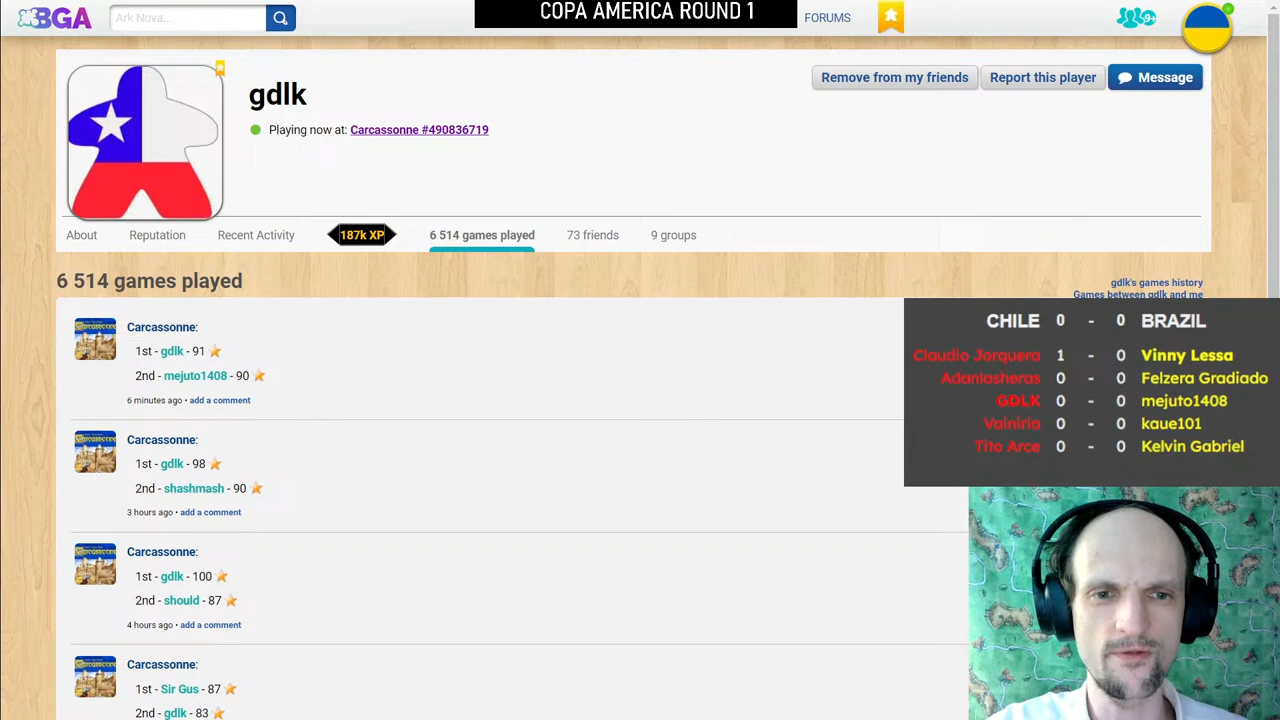 COPA AMERICA ROUND 1
BGA
Ark Nova...
FORUMS
9+
gdlk
Remove from my friends
Report this player
Message
Playing now at: Carcassonne #490836719
About
Reputation
Recent Activity
187k XP
6 514 games played
73 friends
9 groups
6 514 games played
gdlk's games history
Games between gdlk and me
Carcassonne:
1st - gdlk - 91
2nd - mejuto1408 - 90
6 minutes ago • add a comment
Carcassonne:
1st - gdlk - 98
2nd - shashmash - 90
3 hours ago • add a comment
Carcassonne:
1st - gdlk - 100
2nd - should - 87
4 hours ago • add a comment
Carcassonne:
1st - Sir Gus - 87
2nd - gdlk - 83
CHILE 0 - 0 BRAZIL
Claudio Jorquera 1 - 0 Vinny Lessa
Adanlasheras 0 - 0 Felzera Gradiado
GDLK 0 - 0 mejuto1408
Valniria 0 - 0 kaue101
Tito Arce 0 - 0 Kelvin Gabriel